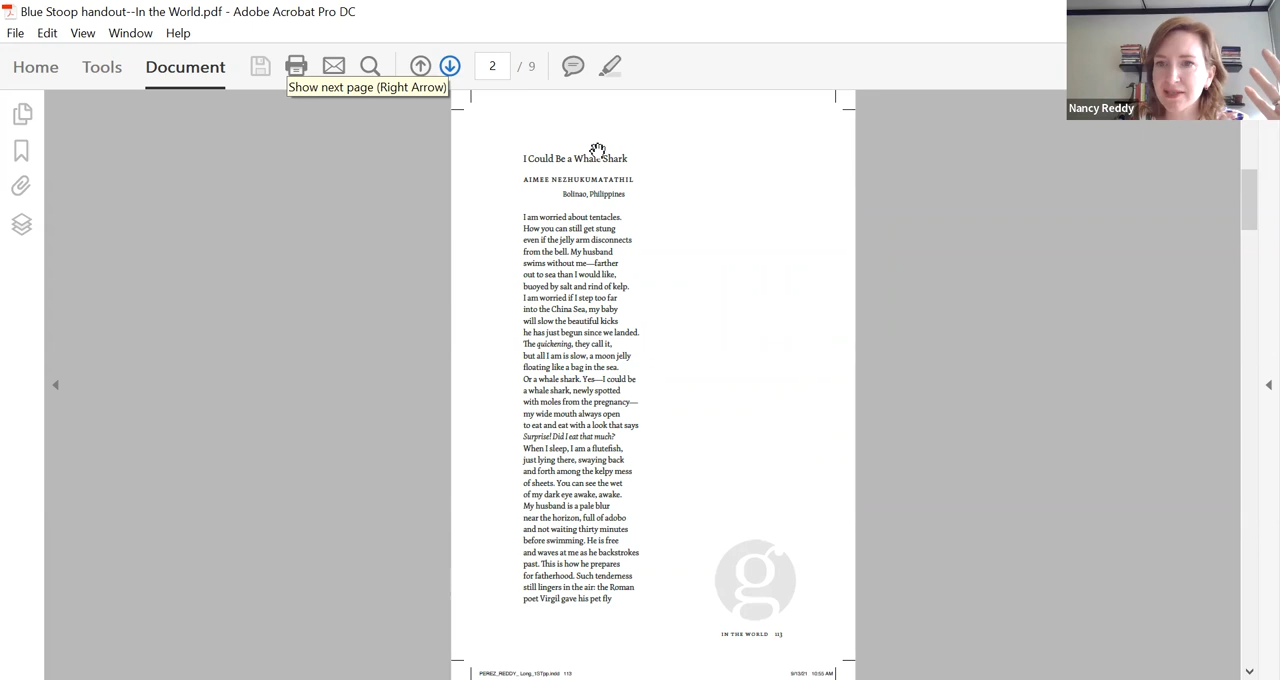 Blue Stoop handout--In the World.pdf - Adobe Acrobat Pro DC
File Edit View Window Help
Home Tools Document
2 / 9
Show next page (Right Arrow)
Nancy Reddy
I Could Be a Whale Shark
AIMEE NEZHUKUMATATHIL
Bolinao, Philippines
I am worried about tentacles.
How you can still get stung
even if the jelly arm disconnects
from the bell. My husband
swims without me—farther
out to sea than I would like,
buoyed by salt and rind of kelp.
I am worried if I step too far
into the China Sea, my baby
will slow the beautiful kicks
he has just begun since we landed.
The quickening, they call it,
but all I am is slow, a moon jelly
floating like a bag in the sea.
Or a whale shark. Yes—I could be
a whale shark, newly spotted
with moles from the pregnancy—
my wide mouth always open
to eat and eat with a look that says
Surprise! Did I eat that much?
When I sleep, I am a flutefish,
just lying there, swaying back
and forth among the kelpy mess
of sheets. You can see the wet
of my dark eye awake, awake.
My husband is a pale blur
near the horizon, full of adobo
and not waiting thirty minutes
before swimming. He is free
and waves at me as he backstrokes
past. This is how he prepares
for fatherhood. Such tenderness
still lingers in the air: the Roman
poet Virgil gave his pet fly
g
IN THE WORLD 113
PEREZ_REDDY_ Long_1STpp.indd 113
9/13/21 10:55 AM